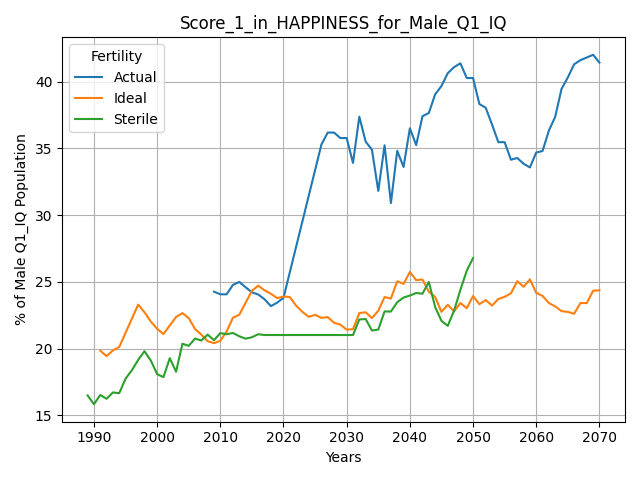 Score_1_in_HAPPINESS_for_Male_Q1_IQ
Fertility
Actual
Ideal
Sterile
% of Male Q1_IQ Population
40
35
30
25
20
15
1990 2000 2010 2020 2030 2040 2050 2060 2070
Years